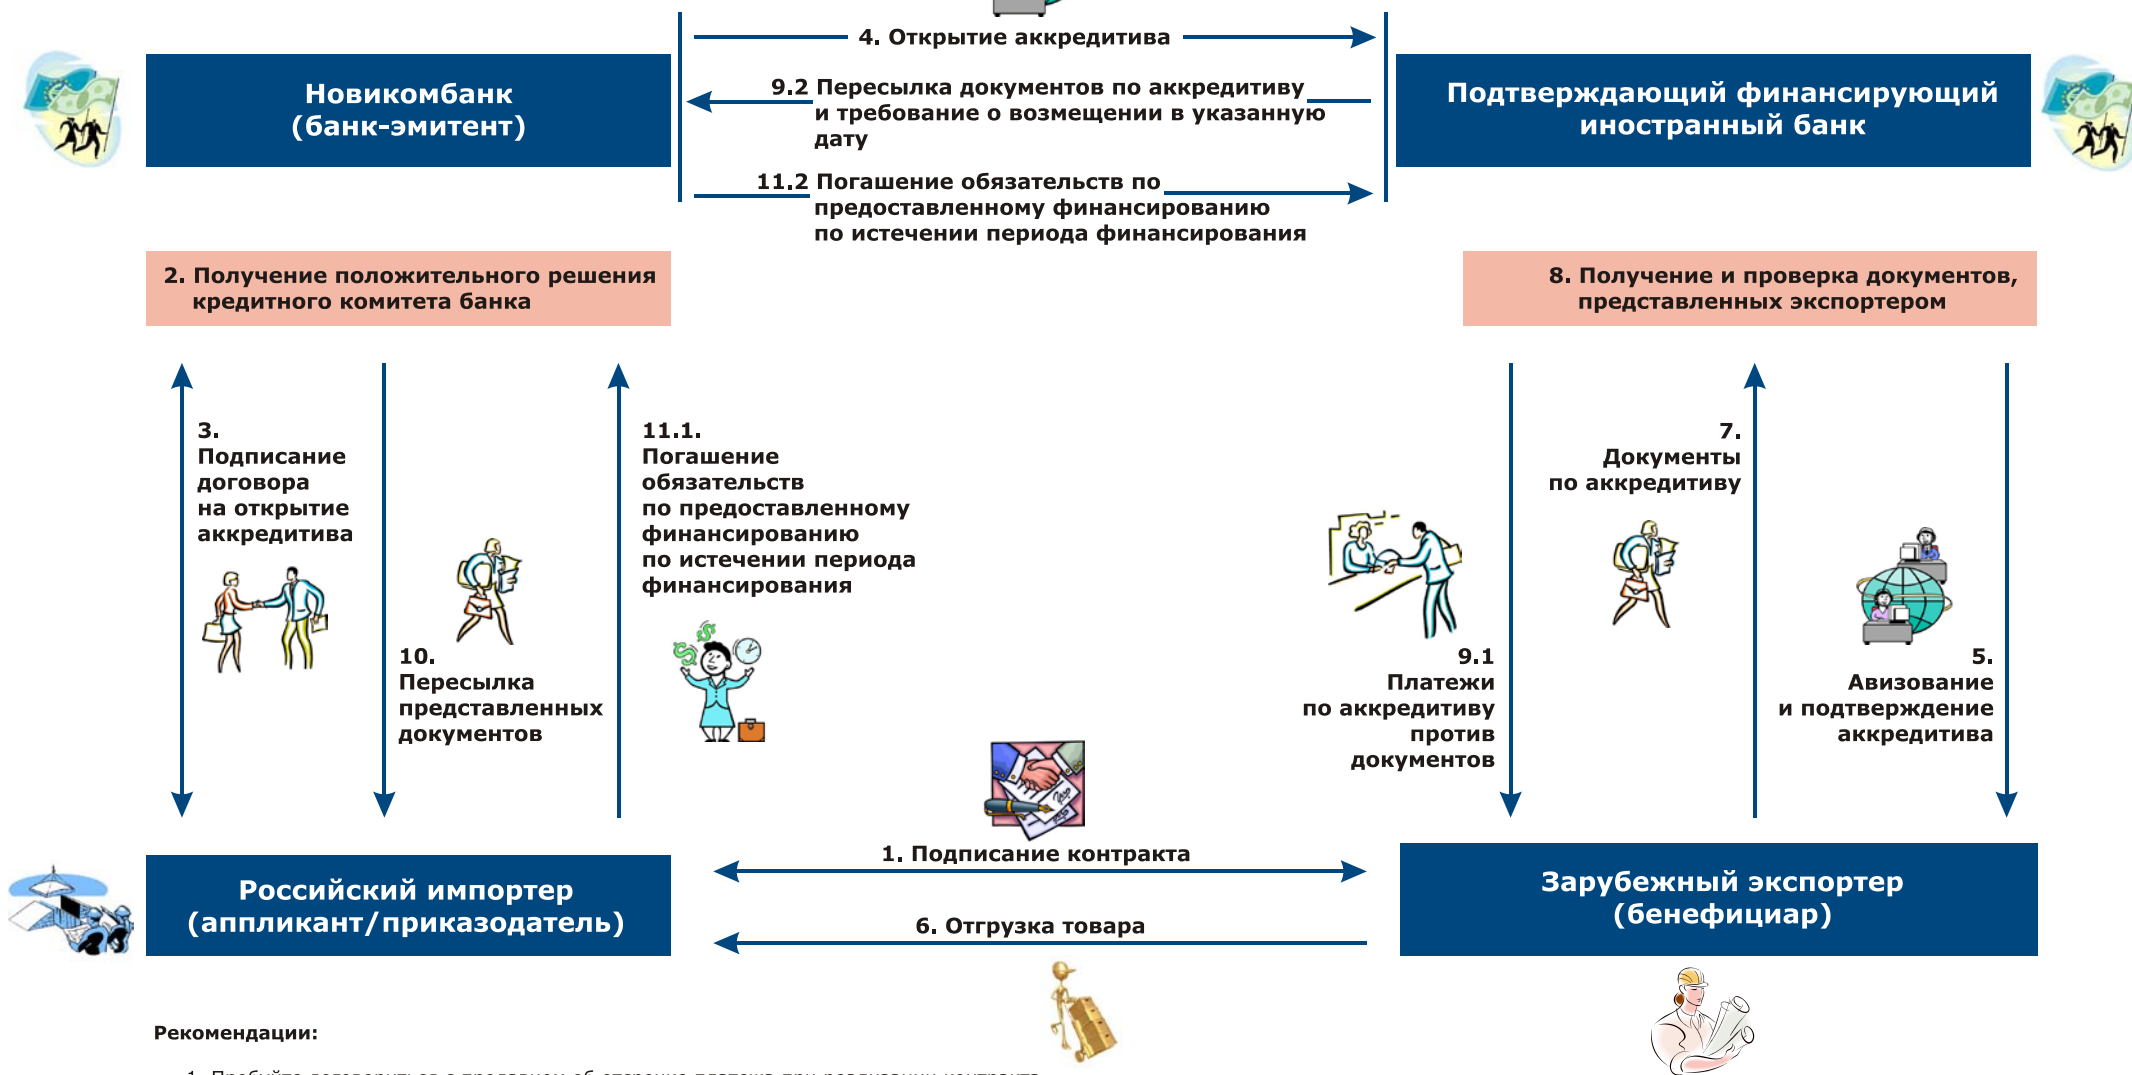 4. Открытие аккредитива
Новикомбанк
(банк-эмитент)
9.2 Пересылка документов по аккредитиву
и требование о возмещении в указанную
дату
Подтверждающий финансирующий
иностранный банк
11.2 Погашение обязательств по
предоставленному финансированию
по истечении периода финансирования
2. Получение положительного решения
кредитного комитета банка
8. Получение и проверка документов,
представленных экспортером
3.
Подписание
договора
на открытие
аккредитива
11.1.
Погашение
обязательств
по предоставленному
финансированию
по истечении периода
финансирования
7.
Документы
по аккредитиву
10.
Пересылка
представленных
документов
9.1
Платежи
по аккредитиву
против
документов
5.
Авизование
и подтверждение
аккредитива
1. Подписание контракта
Российский импортер
(аппликант/приказодатель)
Зарубежный экспортер
(бенефициар)
6. Отгрузка товара
Рекомендации: